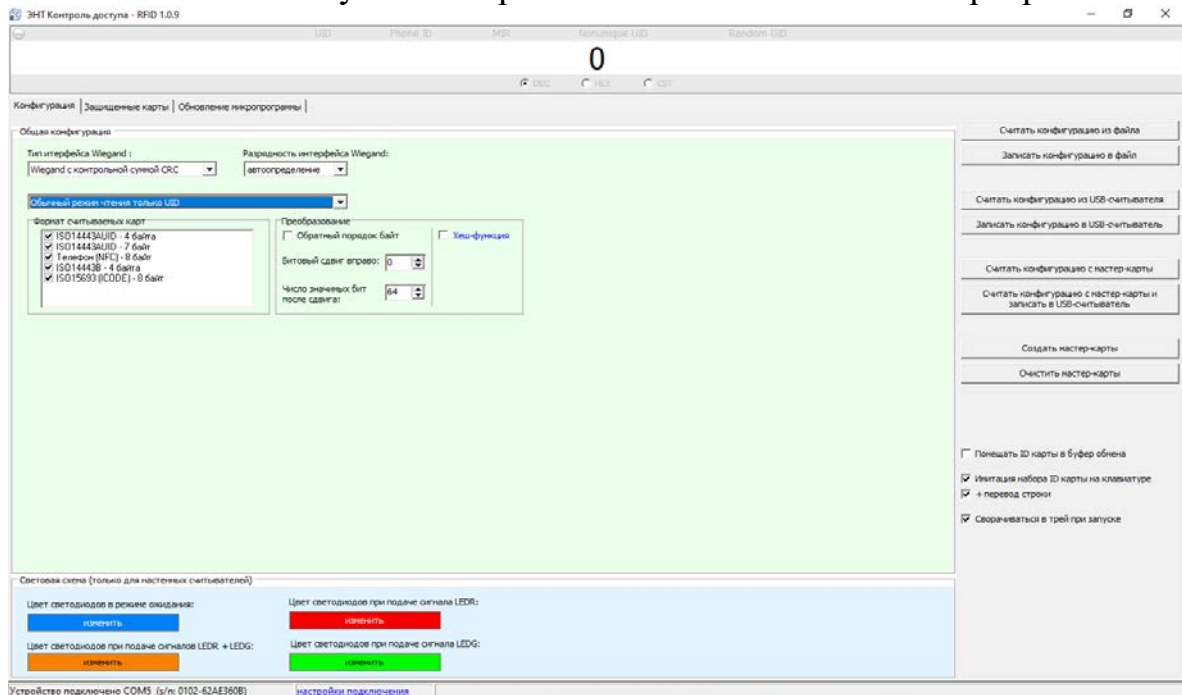 ЭНТ Контроль доступа - RFID 1.0.9
UID Phone ID MIR Nonunique UID Random UID
0
DEC HEX CRT
Конфигурация Защищенные карты Обновление микропрограммы
Общая конфигурация
Тип итерфейса Wiegand : Разрядность интерфейса Wiegand:
Wiegand с контрольной суммой CRC автоопределение
Обычный режим чтения только UID
Формат считываемых карт
ISO14443AUID - 4 байта
ISO14443AUID - 7 байт
Телефон (NFC) - 8 байт
ISO14443B - 4 байта
ISO15693 (ICODE) - 8 байт
Преобразование
Обратный порядок байт Хеш-функция
Битовый сдвиг вправо: 0
Число значимых бит
после сдвига: 64
Считать конфигурацию из файла
Записать конфигурацию в файл
Считать конфигурацию из USB-считывателя
Записать конфигурацию в USB-считыватель
Считать конфигурацию с мастер-карты
Считать конфигурацию с мастер-карты и
записать в USB-считыватель
Создать мастер-карты
Очистить мастер-карты
Помещать ID карты в буфер обмена
Имитация набора ID карты на клавиатуре
+ перевод строки
Сворачиваться в трей при запуске
Световая схема (только для настенных считывателей)
Цвет светодиодов в режиме ожидания: Цвет светодиодов при подаче сигнала LEDR:
изменить изменить
Цвет светодиодов при подаче сигналов LEDR + LEDG: Цвет светодиодов при подаче сигнала LEDG:
изменить изменить
Устройство подключено COM5 (s/n: 0102-62AE360B) настройки подключения